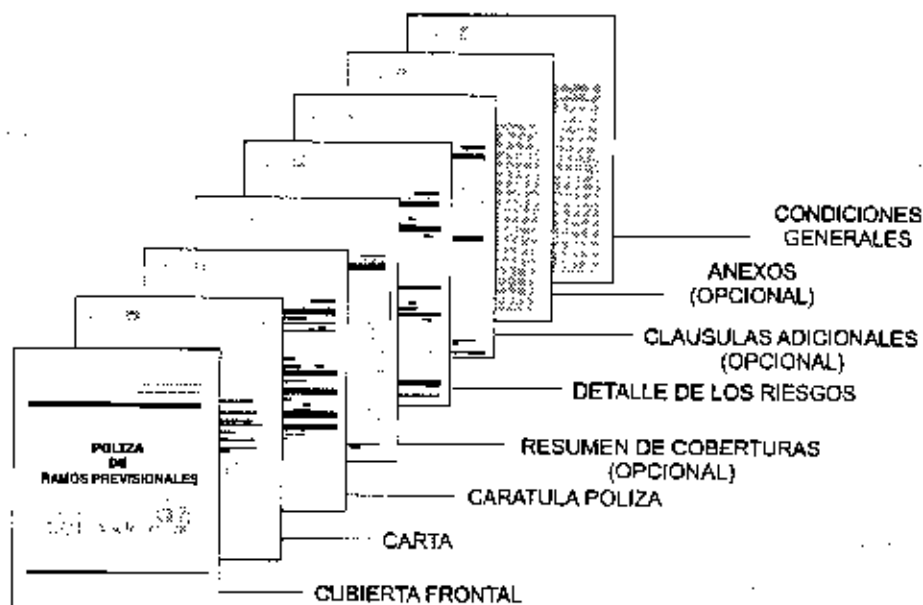 CONDICIONES
GENERALES
ANEXOS
(OPCIONAL)
CLAUSULAS ADICIONALES
(OPCIONAL)
DETALLE DE LOS RIESGOS
RESUMEN DE COBERTURAS
(OPCIONAL)
CARATULA POLIZA
CARTA
CUBIERTA FRONTAL
POLIZA
DE
RAMOS PREVISIONALES